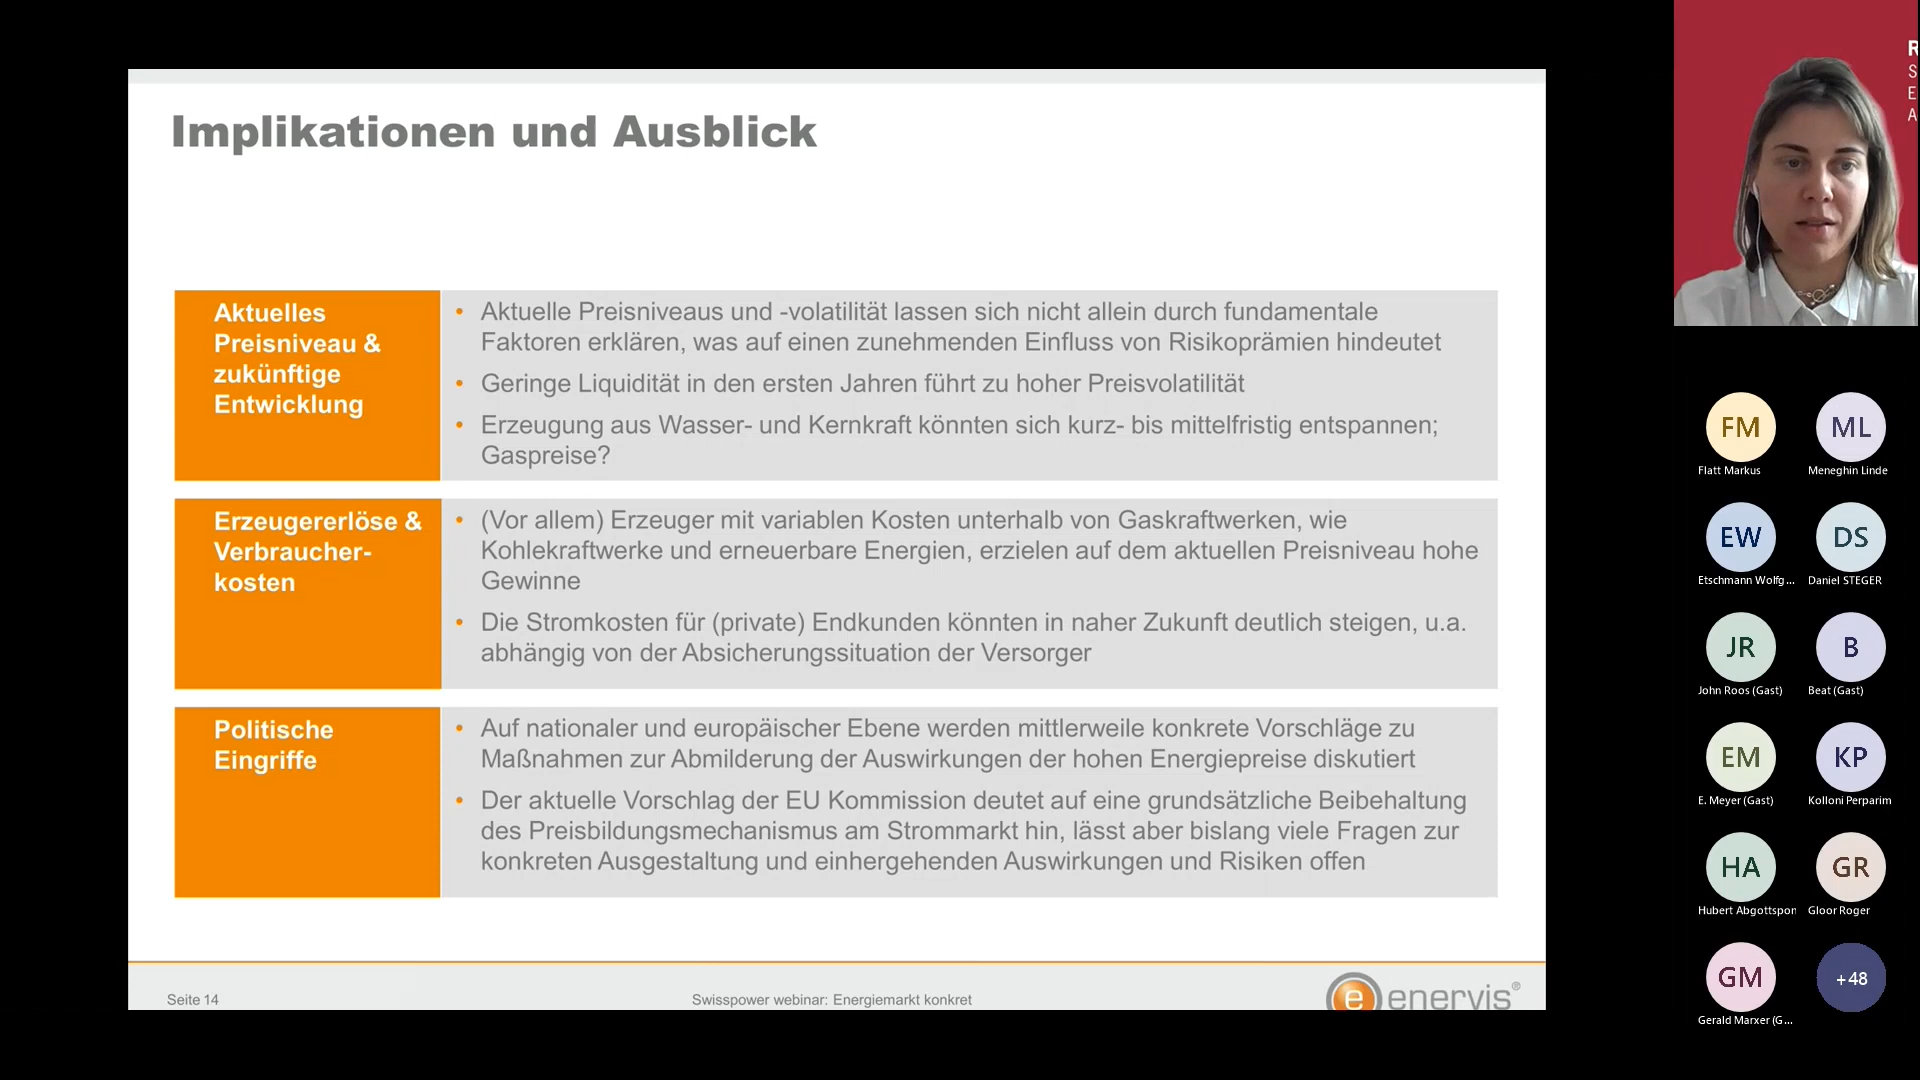 Implikationen und Ausblick
Aktuelles
Preisniveau &
zukünftige
Entwicklung
• Aktuelle Preisniveaus und -volatilität lassen sich nicht allein durch fundamentale
Faktoren erklären, was auf einen zunehmenden Einfluss von Risikoprämien hindeutet
• Geringe Liquidität in den ersten Jahren führt zu hoher Preisvolatilität
• Erzeugung aus Wasser- und Kernkraft könnten sich kurz- bis mittelfristig entspannen;
Gaspreise?
Erzeugererlöse &
Verbraucher-
kosten
• (Vor allem) Erzeuger mit variablen Kosten unterhalb von Gaskraftwerken, wie
Kohlekraftwerke und erneuerbare Energien, erzielen auf dem aktuellen Preisniveau hohe
Gewinne
• Die Stromkosten für (private) Endkunden könnten in naher Zukunft deutlich steigen, u.a.
abhängig von der Absicherungssituation der Versorger
Politische
Eingriffe
• Auf nationaler und europäischer Ebene werden mittlerweile konkrete Vorschläge zu
Maßnahmen zur Abmilderung der Auswirkungen der hohen Energiepreise diskutiert
• Der aktuelle Vorschlag der EU Kommission deutet auf eine grundsätzliche Beibehaltung
des Preisbildungsmechanismus am Strommarkt hin, lässt aber bislang viele Fragen zur
konkreten Ausgestaltung und einhergehenden Auswirkungen und Risiken offen
Seite 14
Swisspower webinar: Energiemarkt konkret
e enervis®
R
S
E
A
FM
Flatt Markus
ML
Meneghin Linde
EW
Etschmann Wolfg...
DS
Daniel STEGER
JR
John Roos (Gast)
B
Beat (Gast)
EM
E. Meyer (Gast)
KP
Kolloni Perparim
HA
Hubert Abgottspon
GR
Gloor Roger
GM
Gerald Marxer (G...
+48